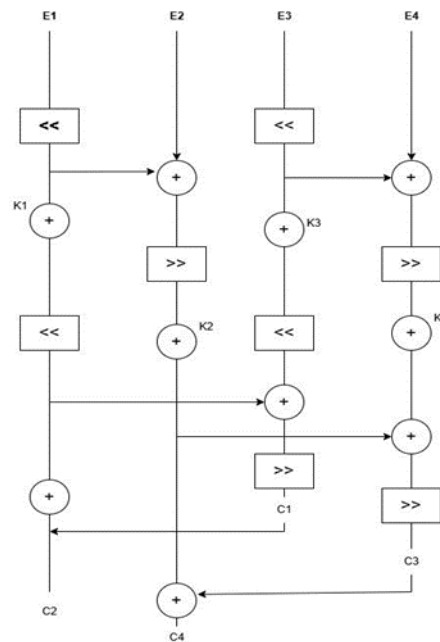 E1 E2 E3 E4
<< <<
+ +
K1 + + K3
>> >>
K2
<< + << + K
+
+
>>
+ >>
C1
C3
C2 +
C4